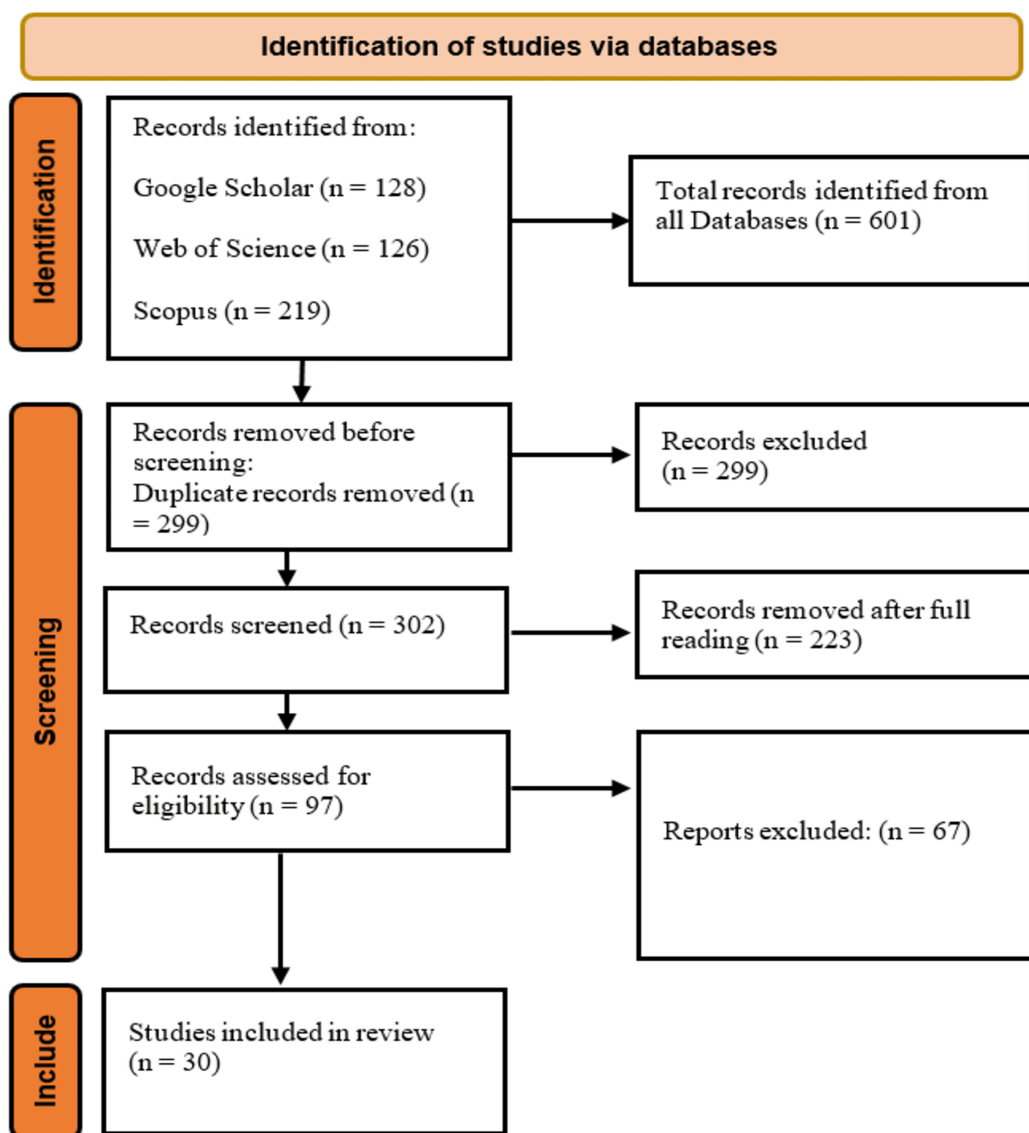 Identification of studies via databases
Identification
Records identified from:
Google Scholar (n = 128)
Web of Science (n = 126)
Scopus (n = 219)
Total records identified from
all Databases (n = 601)
Screening
Records removed before
screening:
Duplicate records removed (n
= 299)
Records excluded
(n = 299)
Records screened (n = 302)
Records removed after full
reading (n = 223)
Records assessed for
eligibility (n = 97)
Reports excluded: (n = 67)
Include
Studies included in review
(n = 30)